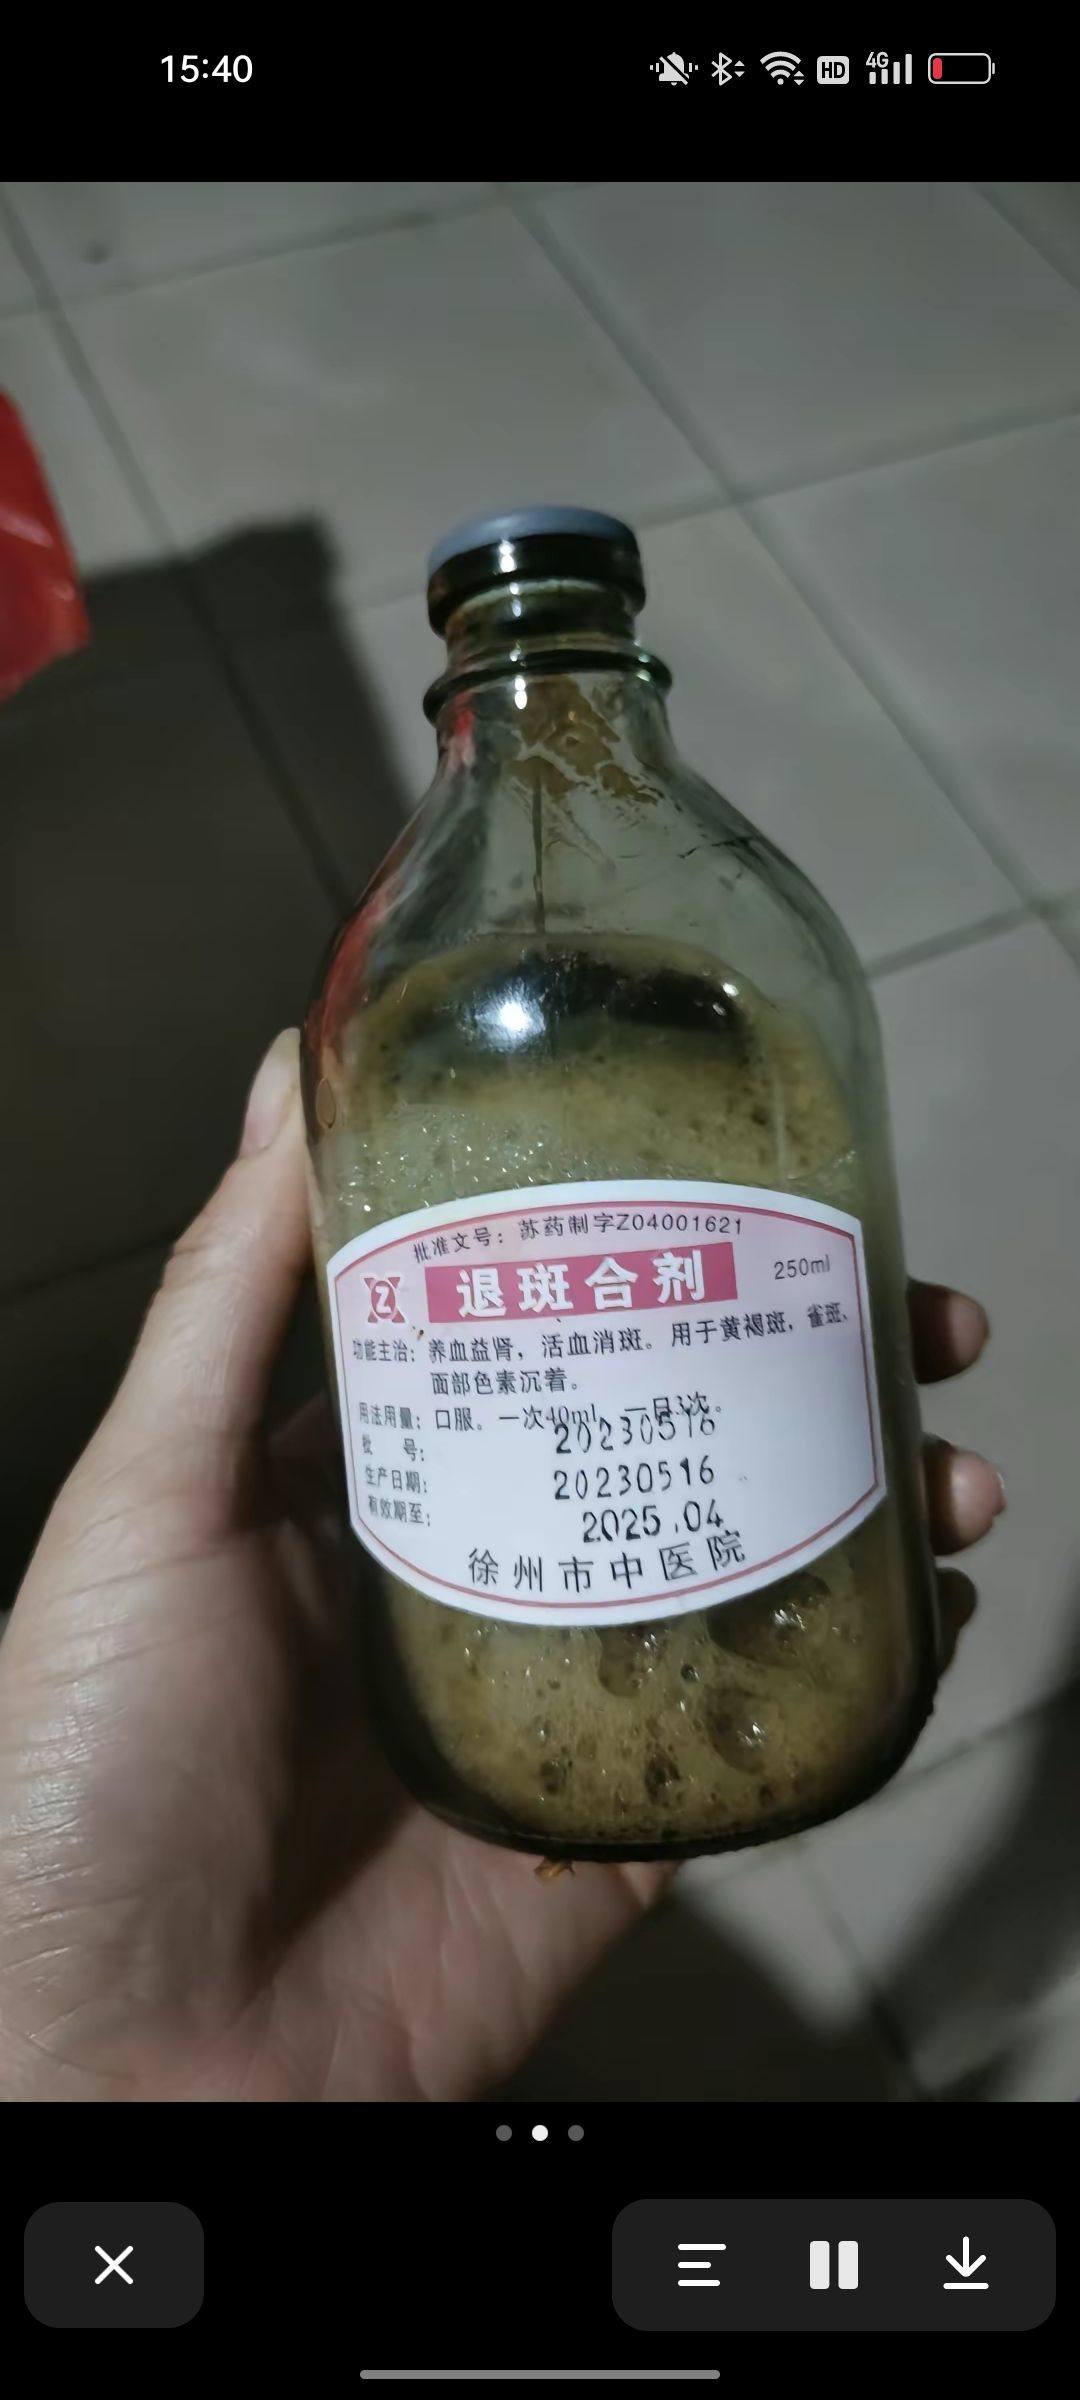 15:40
HD 4G
批准文号：苏药制字Z04001621
Z 退斑合剂 250ml
功能主治：养血益肾，活血消斑。用于黄褐斑，雀斑、
面部色素沉着。
用法用量：口服。一次40ml，一日3次。
批 号：20230516
生产日期：20230516
有效期至：2025.04
徐州市中医院